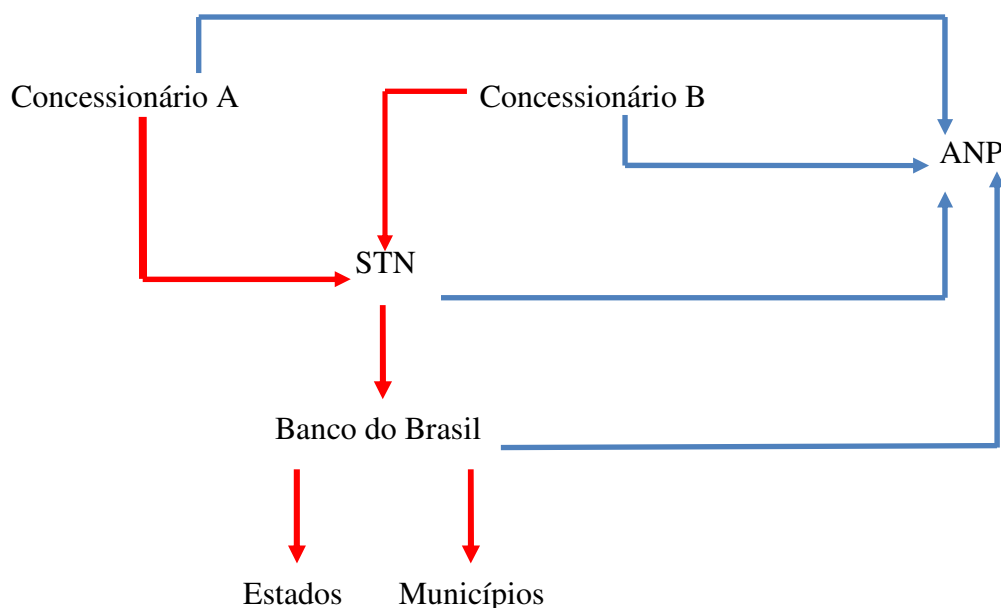 Concessionário A
Concessionário B
ANP
STN
Banco do Brasil
Estados
Municípios